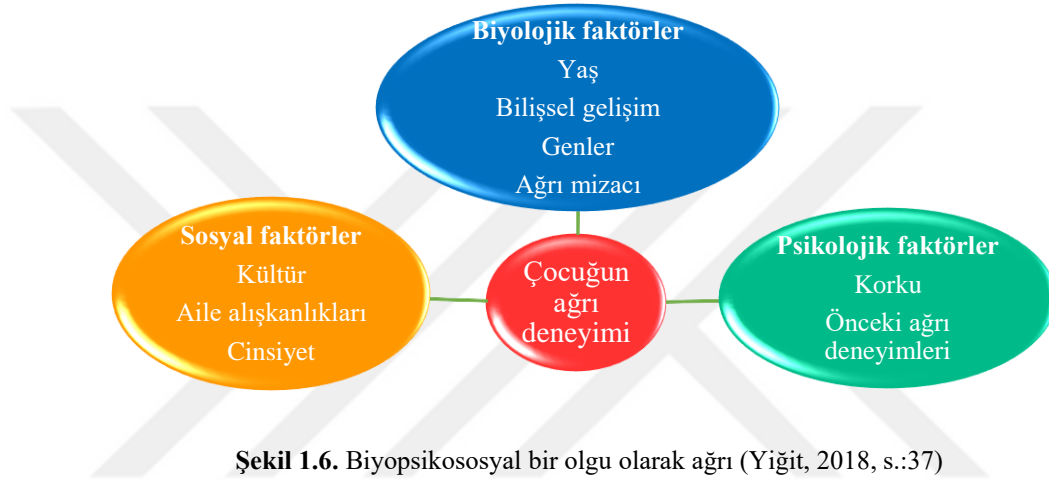 Biyolojik faktörler
Yaş
Bilişsel gelişim
Genler
Ağrı mizacı
Sosyal faktörler
Kültür
Aile alışkanlıkları
Cinsiyet
Çocuğun
ağrı
deneyimi
Psikolojik faktörler
Korku
Önceki ağrı
deneyimleri
Şekil 1.6. Biyopsikososyal bir olgu olarak ağrı (Yiğit, 2018, s.:37)